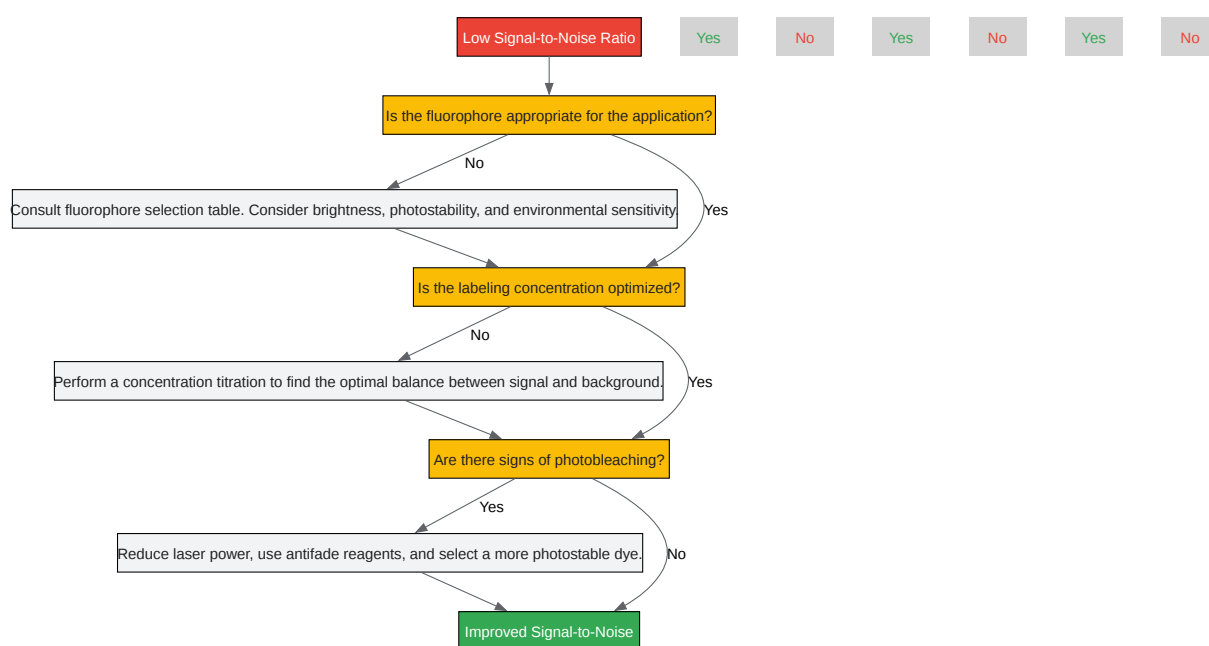 Low Signal-to-Noise Ratio
Yes
No
Yes
No
Yes
No
Is the fluorophore appropriate for the application?
No
Consult fluorophore selection table. Consider brightness, photostability, and environmental sensitivity.
Yes
Is the labeling concentration optimized?
No
Perform a concentration titration to find the optimal balance between signal and background.
Yes
Are there signs of photobleaching?
Yes
Reduce laser power, use antifade reagents, and select a more photostable dye.
No
Improved Signal-to-Noise